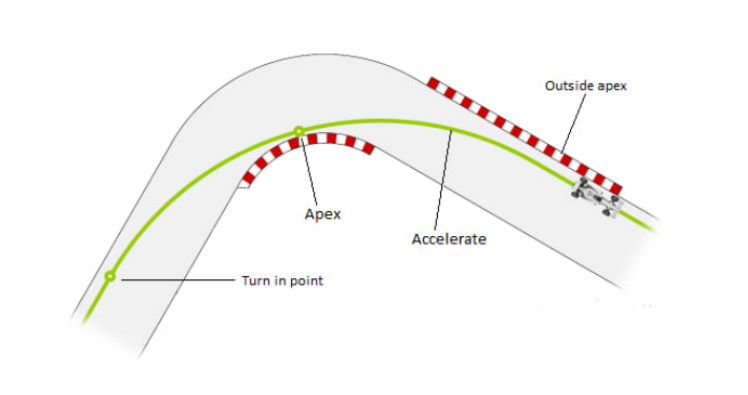 Outside apex
Apex
Accelerate
Turn in point